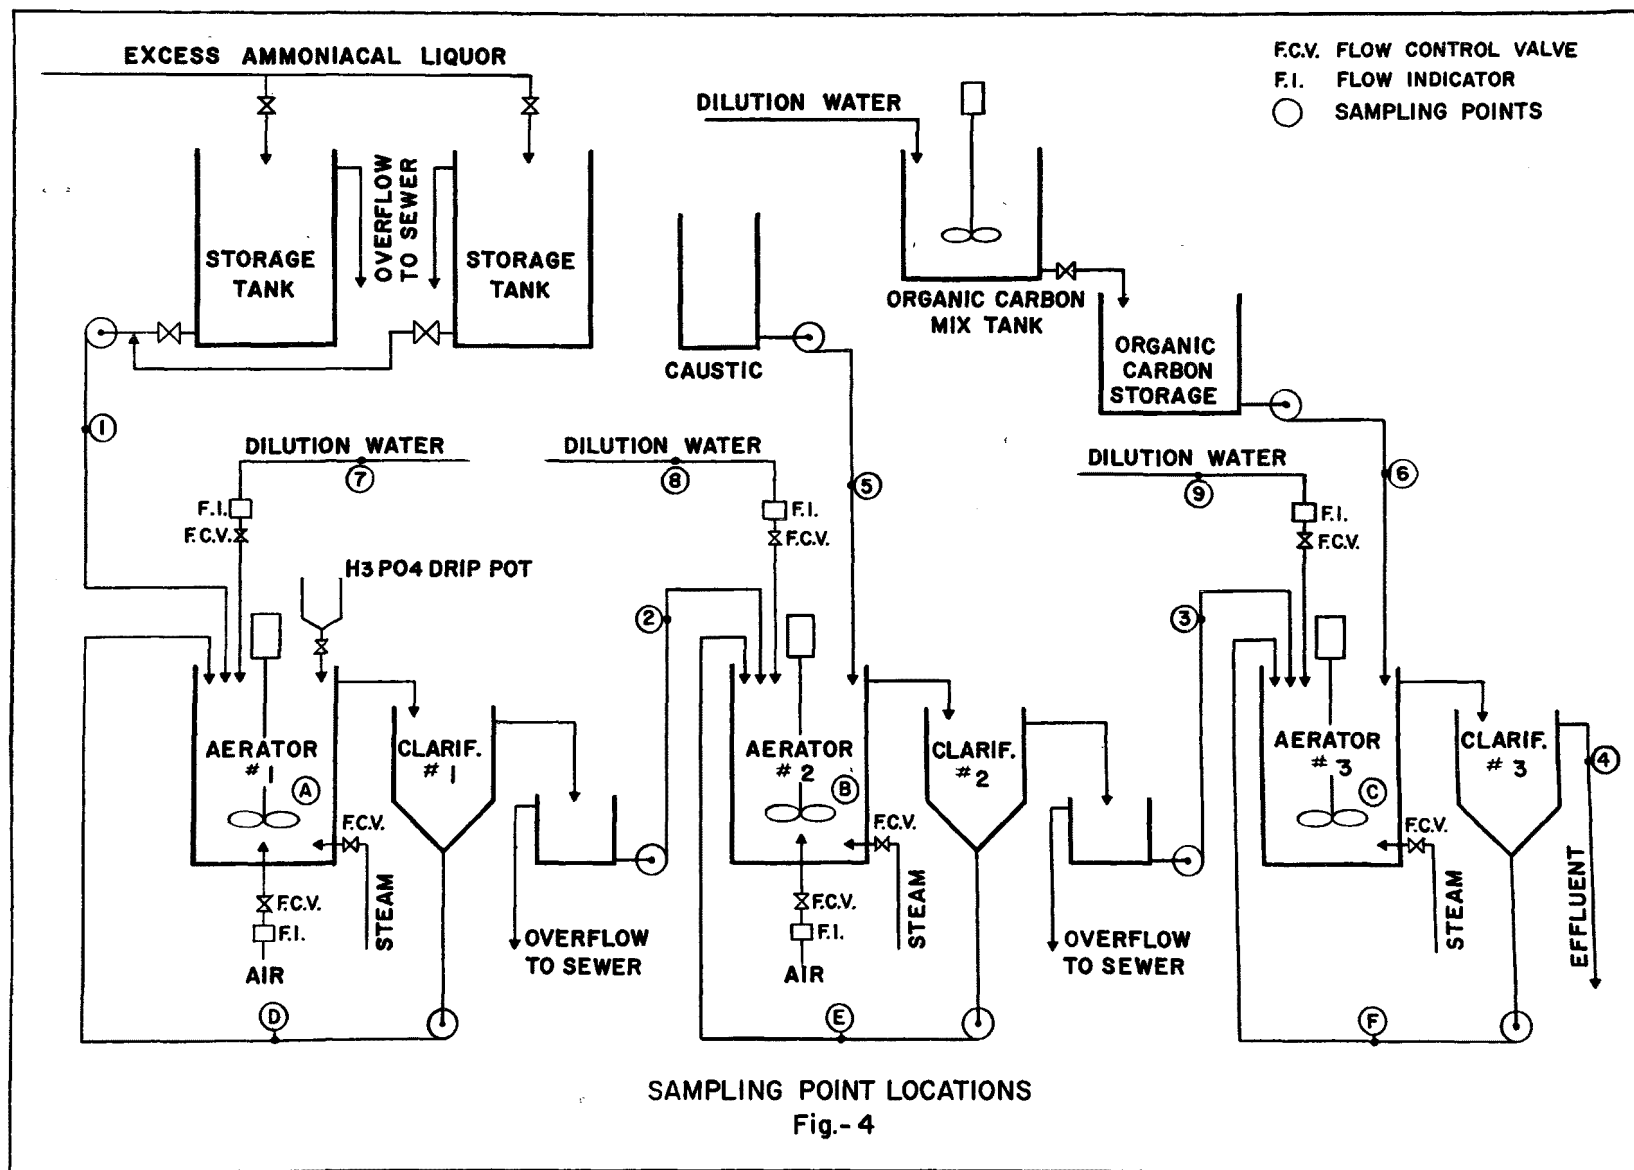 EXCESS AMMONIACAL LIQUOR
F.C.V. FLOW CONTROL VALVE
F.I. FLOW INDICATOR
SAMPLING POINTS
DILUTION WATER
OVERFLOW
TO SEWER
STORAGE
TANK
STORAGE
TANK
ORGANIC CARBON
MIX TANK
CAUSTIC
ORGANIC
CARBON
STORAGE
1
DILUTION WATER
7
DILUTION WATER
8
5
DILUTION WATER
9
6
F.I.
F.C.V.
F.I.
F.C.V.
F.I.
F.C.V.
H3 PO4 DRIP POT
2
3
AERATOR
# 1
A
CLARIF.
# 1
AERATOR
# 2
B
CLARIF.
# 2
AERATOR
# 3
C
CLARIF.
# 3
4
F.C.V.
STEAM
F.C.V.
STEAM
F.C.V.
STEAM
EFFLUENT
F.C.V.
F.I.
AIR
OVERFLOW
TO SEWER
F.C.V.
F.I.
AIR
OVERFLOW
TO SEWER
D
E
F
SAMPLING POINT LOCATIONS
Fig.- 4